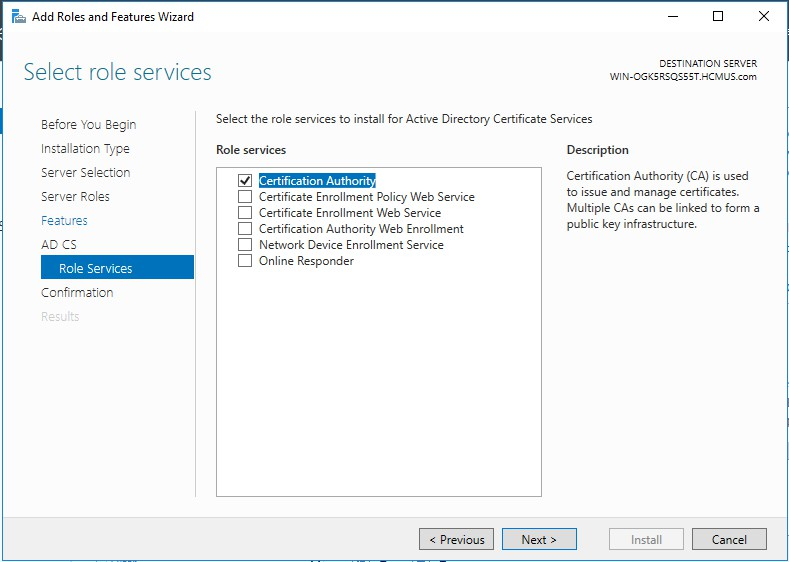 Add Roles and Features Wizard
Select role services
DESTINATION SERVER
WIN-OGK5RSQS55T.HCMUS.com
Before You Begin
Installation Type
Server Selection
Server Roles
Features
AD CS
Role Services
Confirmation
Results
Select the role services to install for Active Directory Certificate Services
Role services
Certification Authority
Certificate Enrollment Policy Web Service
Certificate Enrollment Web Service
Certification Authority Web Enrollment
Network Device Enrollment Service
Online Responder
Description
Certification Authority (CA) is used
to issue and manage certificates.
Multiple CAs can be linked to form a
public key infrastructure.
< Previous
Next >
Install
Cancel